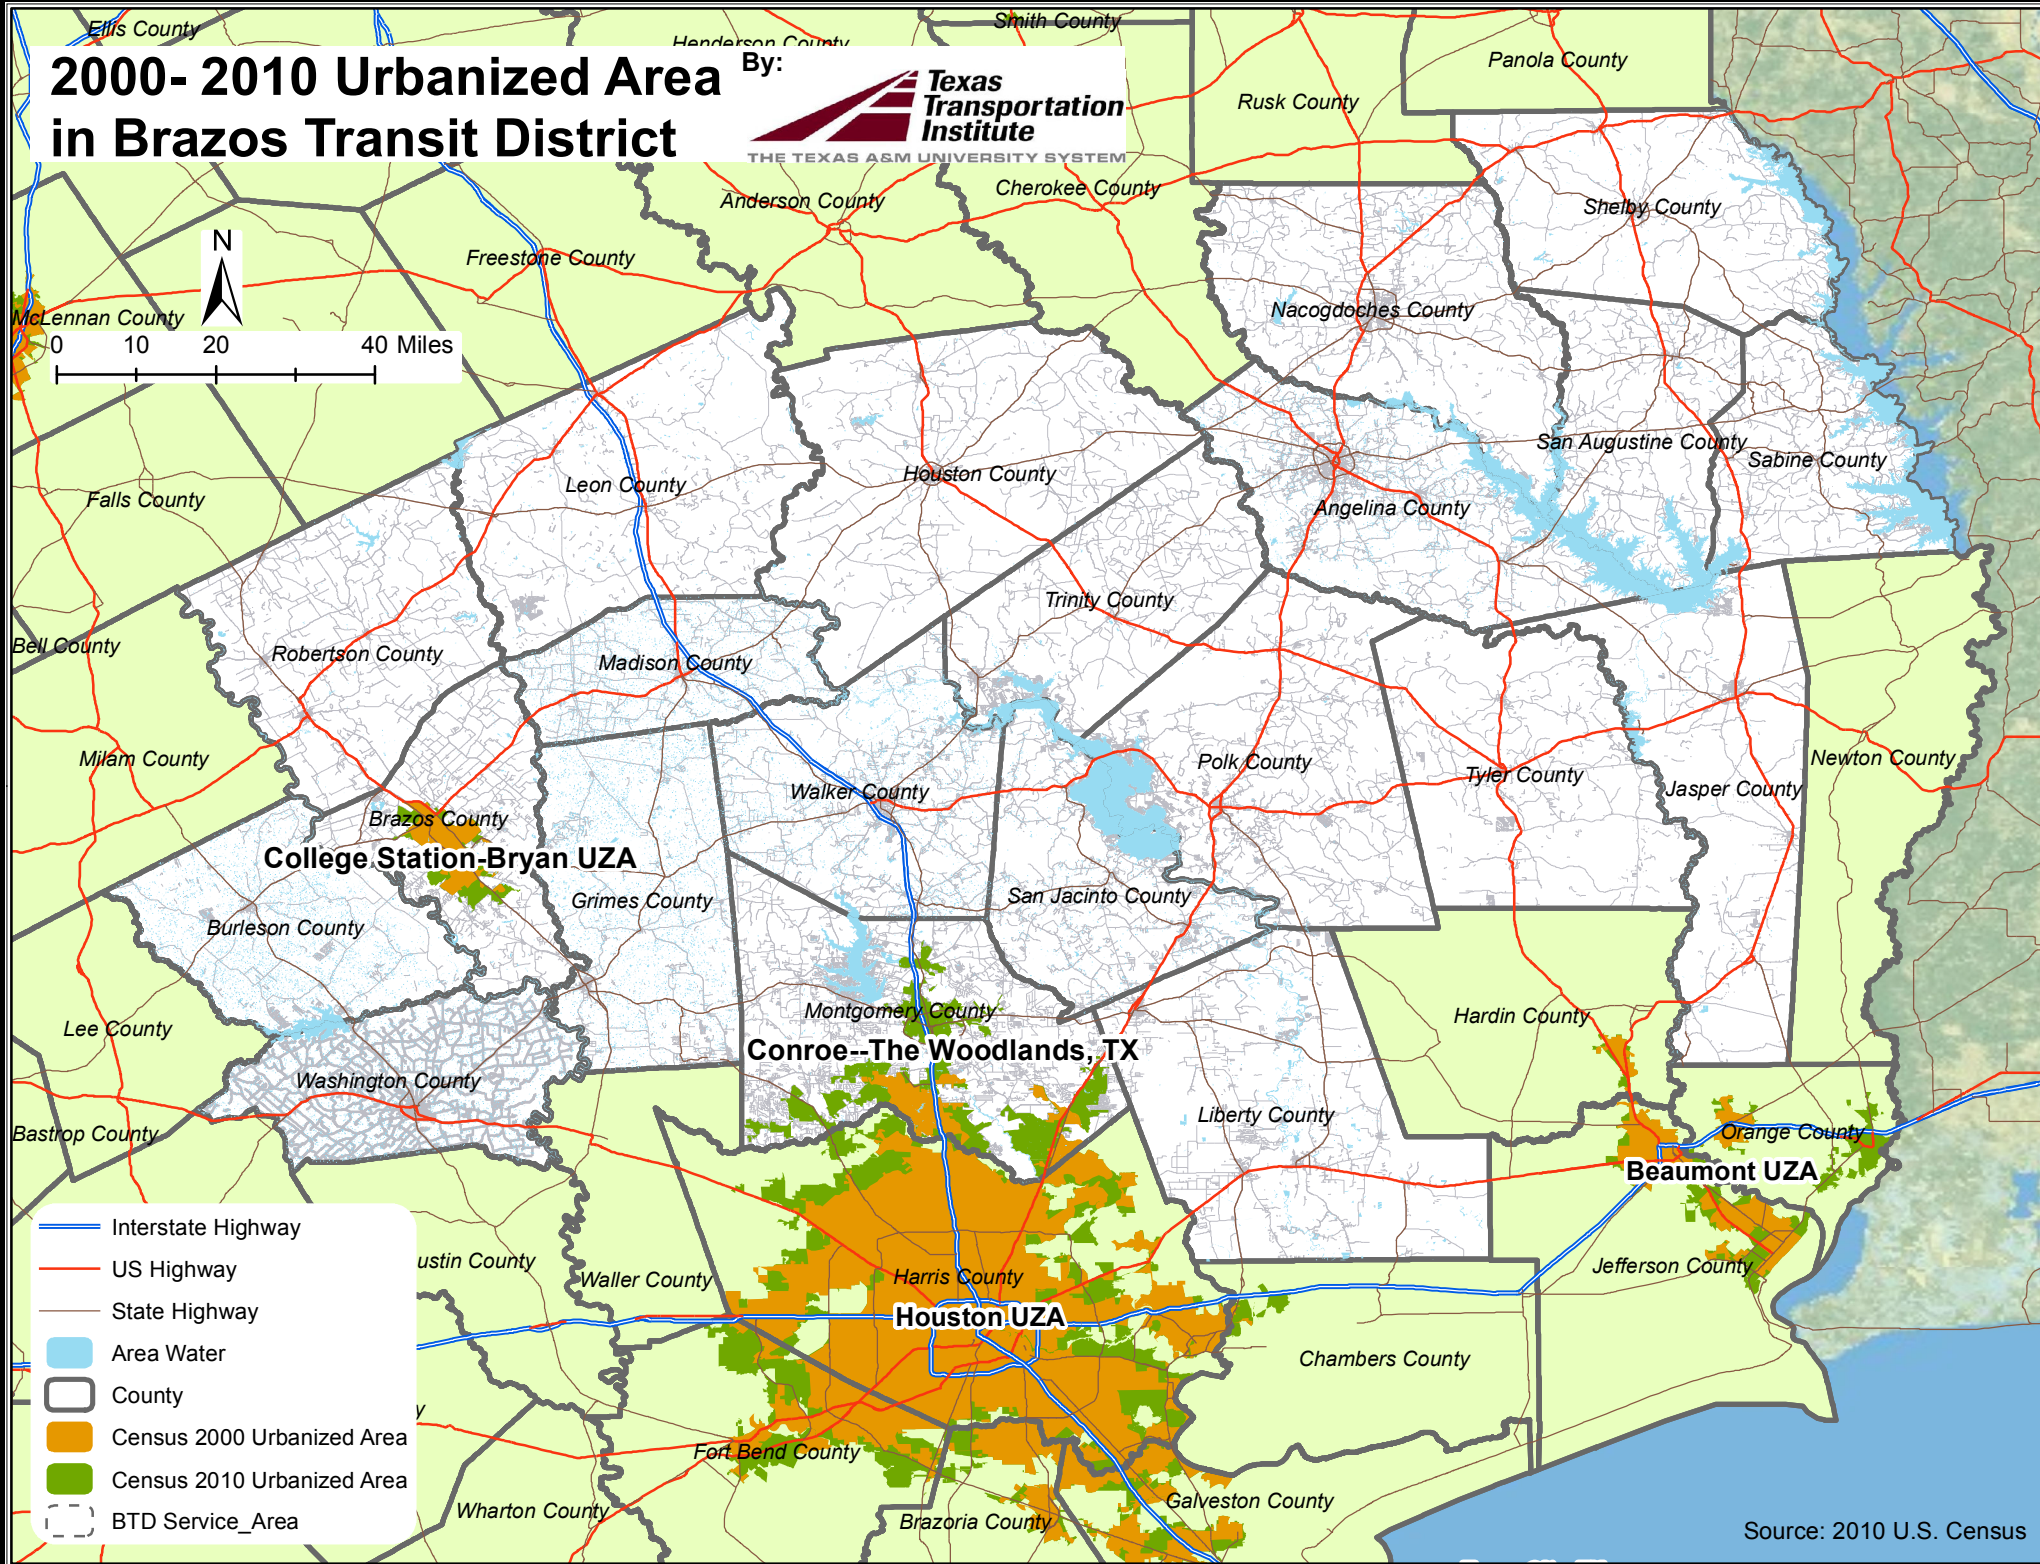 Ellis County
Henderson County
Smith County
Panola County
2000- 2010 Urbanized Area
in Brazos Transit District
By:
Texas
Transportation
Institute
THE TEXAS A&M UNIVERSITY SYSTEM
Rusk County
Anderson County
Cherokee County
Shelby County
N
Freestone County
McLennan County
Nacogdoches County
0 10 20 40 Miles
Falls County
Leon County
Houston County
San Augustine County
Sabine County
Angelina County
Trinity County
Bell County
Robertson County
Madison County
Milam County
Polk County
Newton County
Walker County
Tyler County
Jasper County
Brazos County
College Station-Bryan UZA
Grimes County
San Jacinto County
Burleson County
Montgomery County
Hardin County
Lee County
Conroe--The Woodlands, TX
Washington County
Liberty County
Bastrop County
Orange County
Beaumont UZA
Interstate Highway
US Highway
State Highway
Area Water
County
Census 2000 Urbanized Area
Census 2010 Urbanized Area
BTD Service_Area
ustin County
Waller County
Harris County
Jefferson County
Houston UZA
Chambers County
y
Fort Bend County
Wharton County
Brazoria County
Galveston County
Source: 2010 U.S. Census